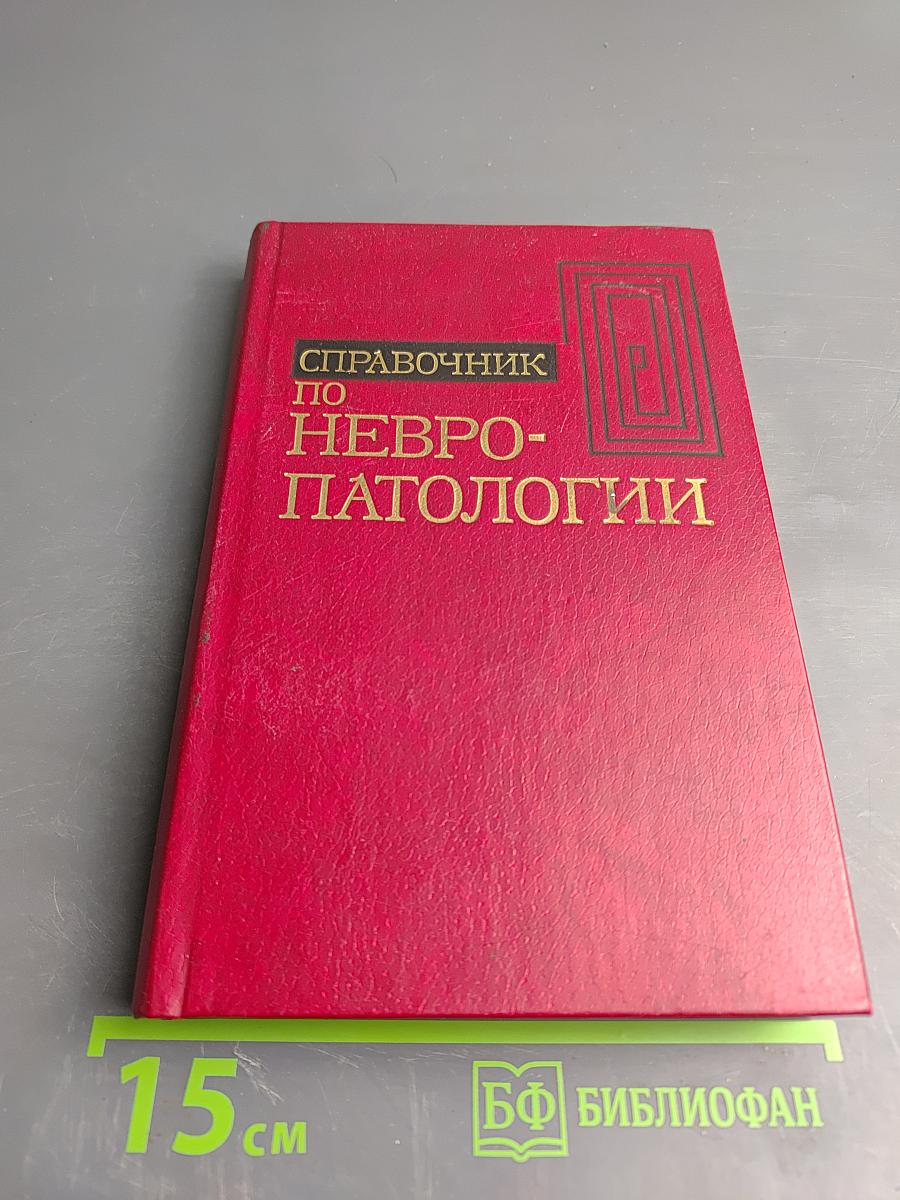 СПРАВОЧНИК
ПО
НЕВРО-
ПАТОЛОГИИ
15 см
БФ БИБЛИОФАН